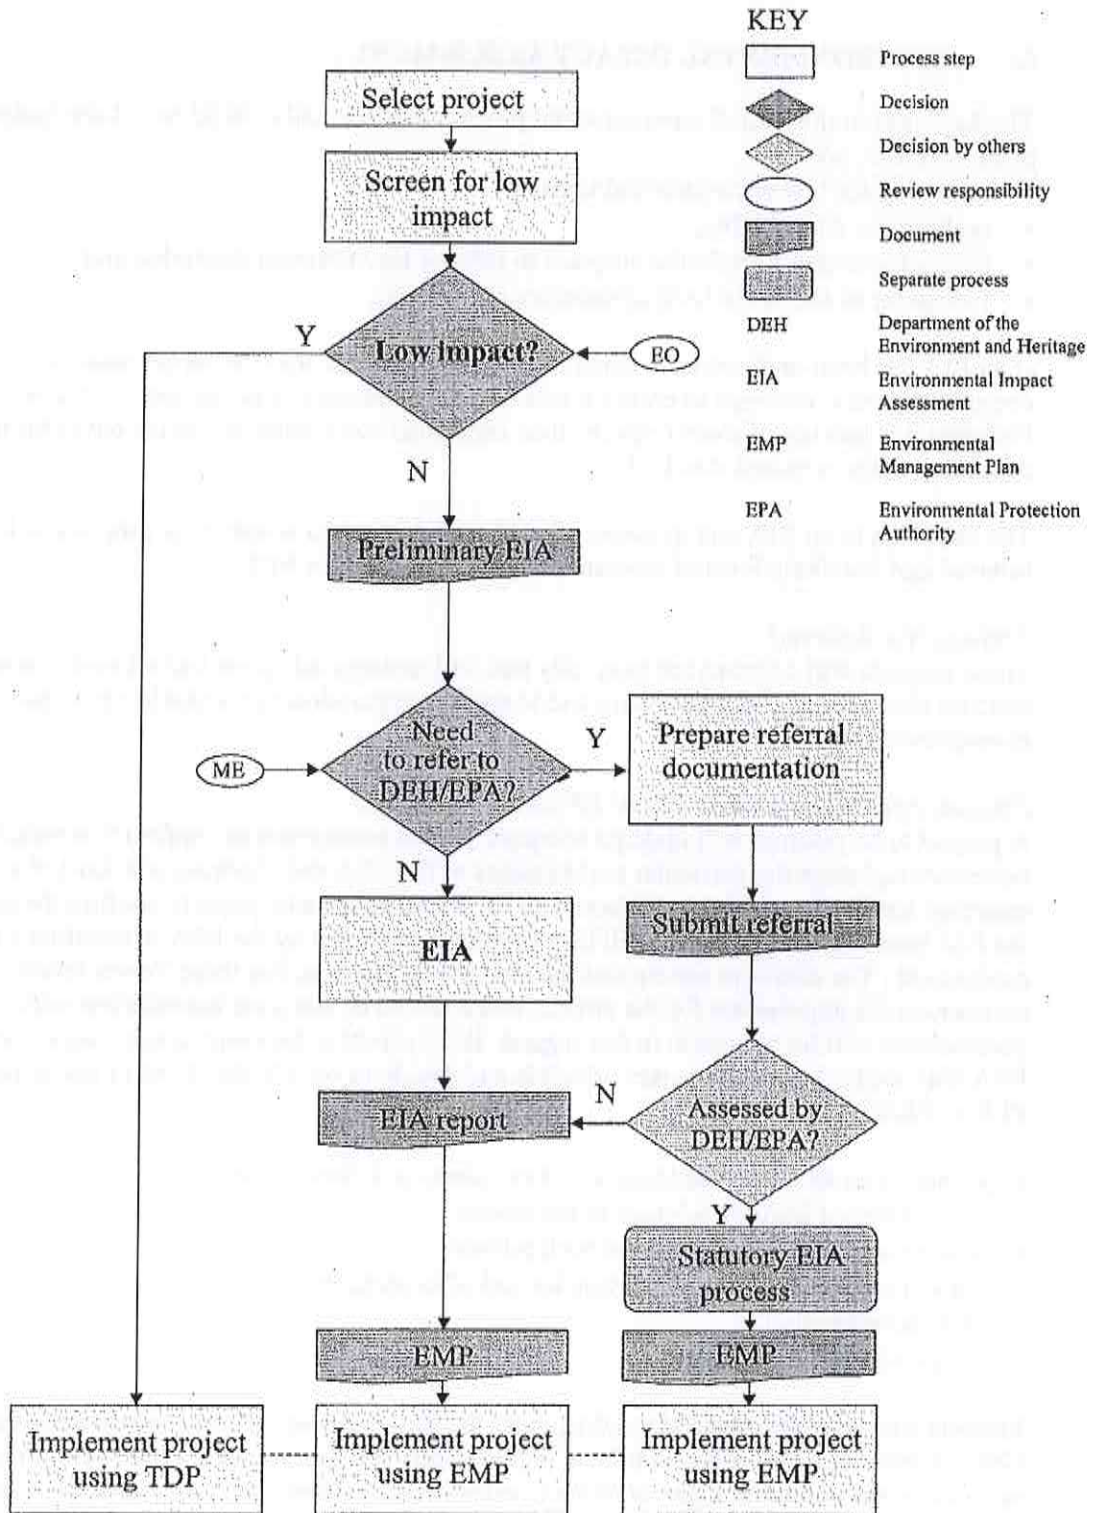 KEY
Process step
Decision
Decision by others
Review responsibility
Document
Separate process
DEH
Department of the
Environment and Heritage
EIA
Environmental Impact
Assessment
EMP
Environmental
Management Plan
EPA
Environmental Protection
Authority
Select project
Screen for low
impact
Low impact?
Y
EO
N
Preliminary EIA
Need
to refer to
DEH/EPA?
ME
Y
Prepare referral
documentation
N
EIA
Submit referral
EIA report
N
Assessed by
DEH/EPA?
Y
Statutory EIA
process
EMP
EMP
Implement project
using TDP
Implement project
using EMP
Implement project
using EMP